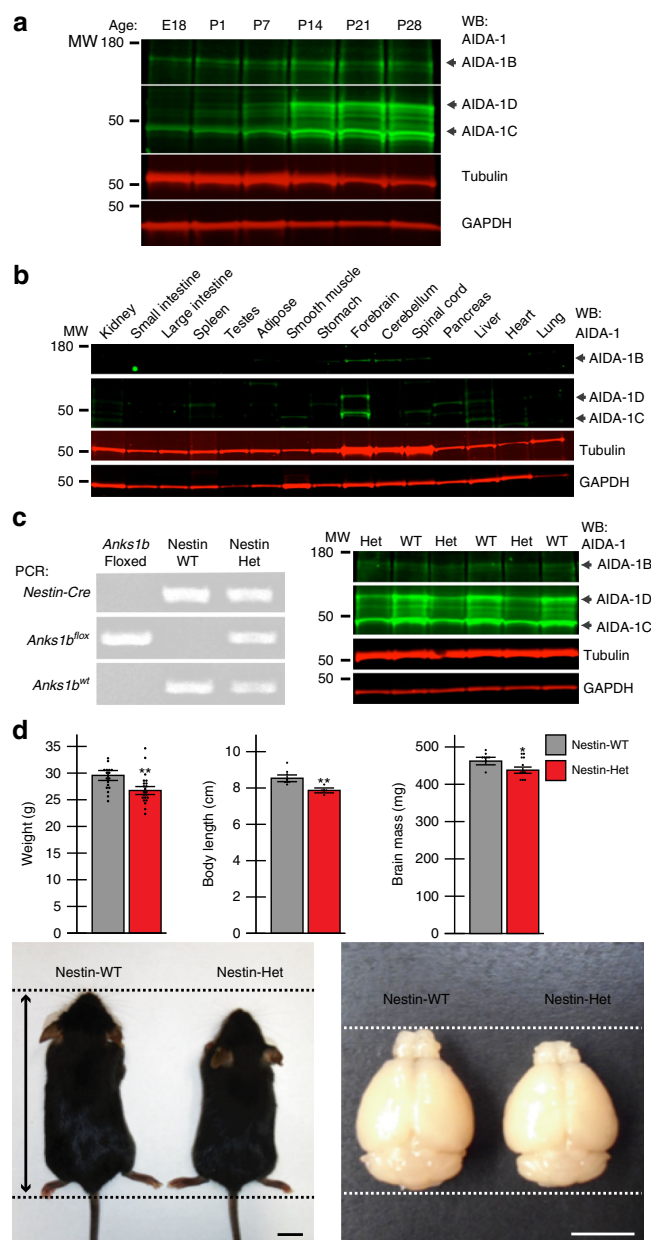 a
Age: E18 P1 P7 P14 P21 P28 WB:
MW 180 AIDA-1
AIDA-1B
AIDA-1D
50
AIDA-1C
Tubulin
50
50
GAPDH
b
Kidney Small intestine Large intestine Spleen Testes Adipose Smooth muscle Stomach Forebrain Cerebellum Spinal cord Pancreas Liver Heart Lung
WB:
MW AIDA-1
180
AIDA-1B
AIDA-1D
50
AIDA-1C
50 Tubulin
50 GAPDH
c
Anks1b Floxed
Nestin WT
Nestin Het
PCR:
Nestin-Cre
Anks1bflox
Anks1bwt
MW Het WT Het WT Het WT WB:
AIDA-1
180
AIDA-1B
AIDA-1D
50
AIDA-1C
Tubulin
50
50
GAPDH
d
Weight (g)
35
30
25
20
15
10
5
0
**
Body length (cm)
10
8
6
4
2
0
**
Brain mass (mg)
500
400
300
200
100
0
*
Nestin-WT
Nestin-Het
Nestin-WT Nestin-Het
Nestin-WT Nestin-Het